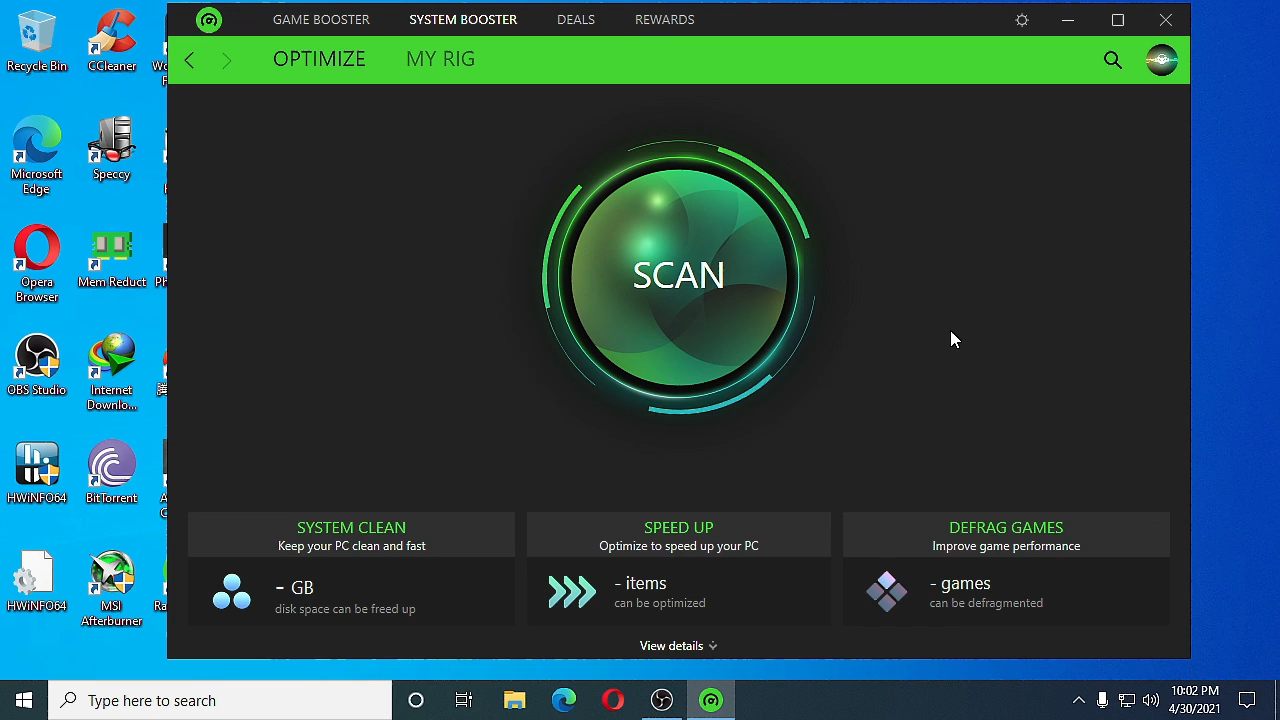 GAME BOOSTER
SYSTEM BOOSTER
DEALS
REWARDS
OPTIMIZE
MY RIG
SCAN
SYSTEM CLEAN
Keep your PC clean and fast
- GB
disk space can be freed up
SPEED UP
Optimize to speed up your PC
- items
can be optimized
DEFRAG GAMES
Improve game performance
- games
can be defragmented
View details
Recycle Bin
CCleaner
Microsoft
Edge
Speccy
Opera
Browser
Mem Reduct
OBS Studio
Internet
Downlo...
HWiNFO64
BitTorrent
HWiNFO64
MSI
Afterburner
Type here to search
10:02 PM
4/30/2021